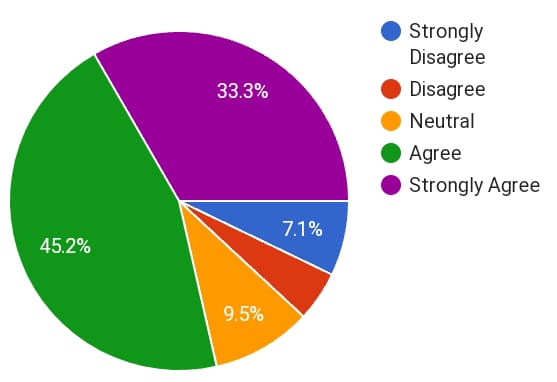 Strongly
Disagree
Disagree
Neutral
Agree
Strongly Agree
33.3%
7.1%
45.2%
9.5%